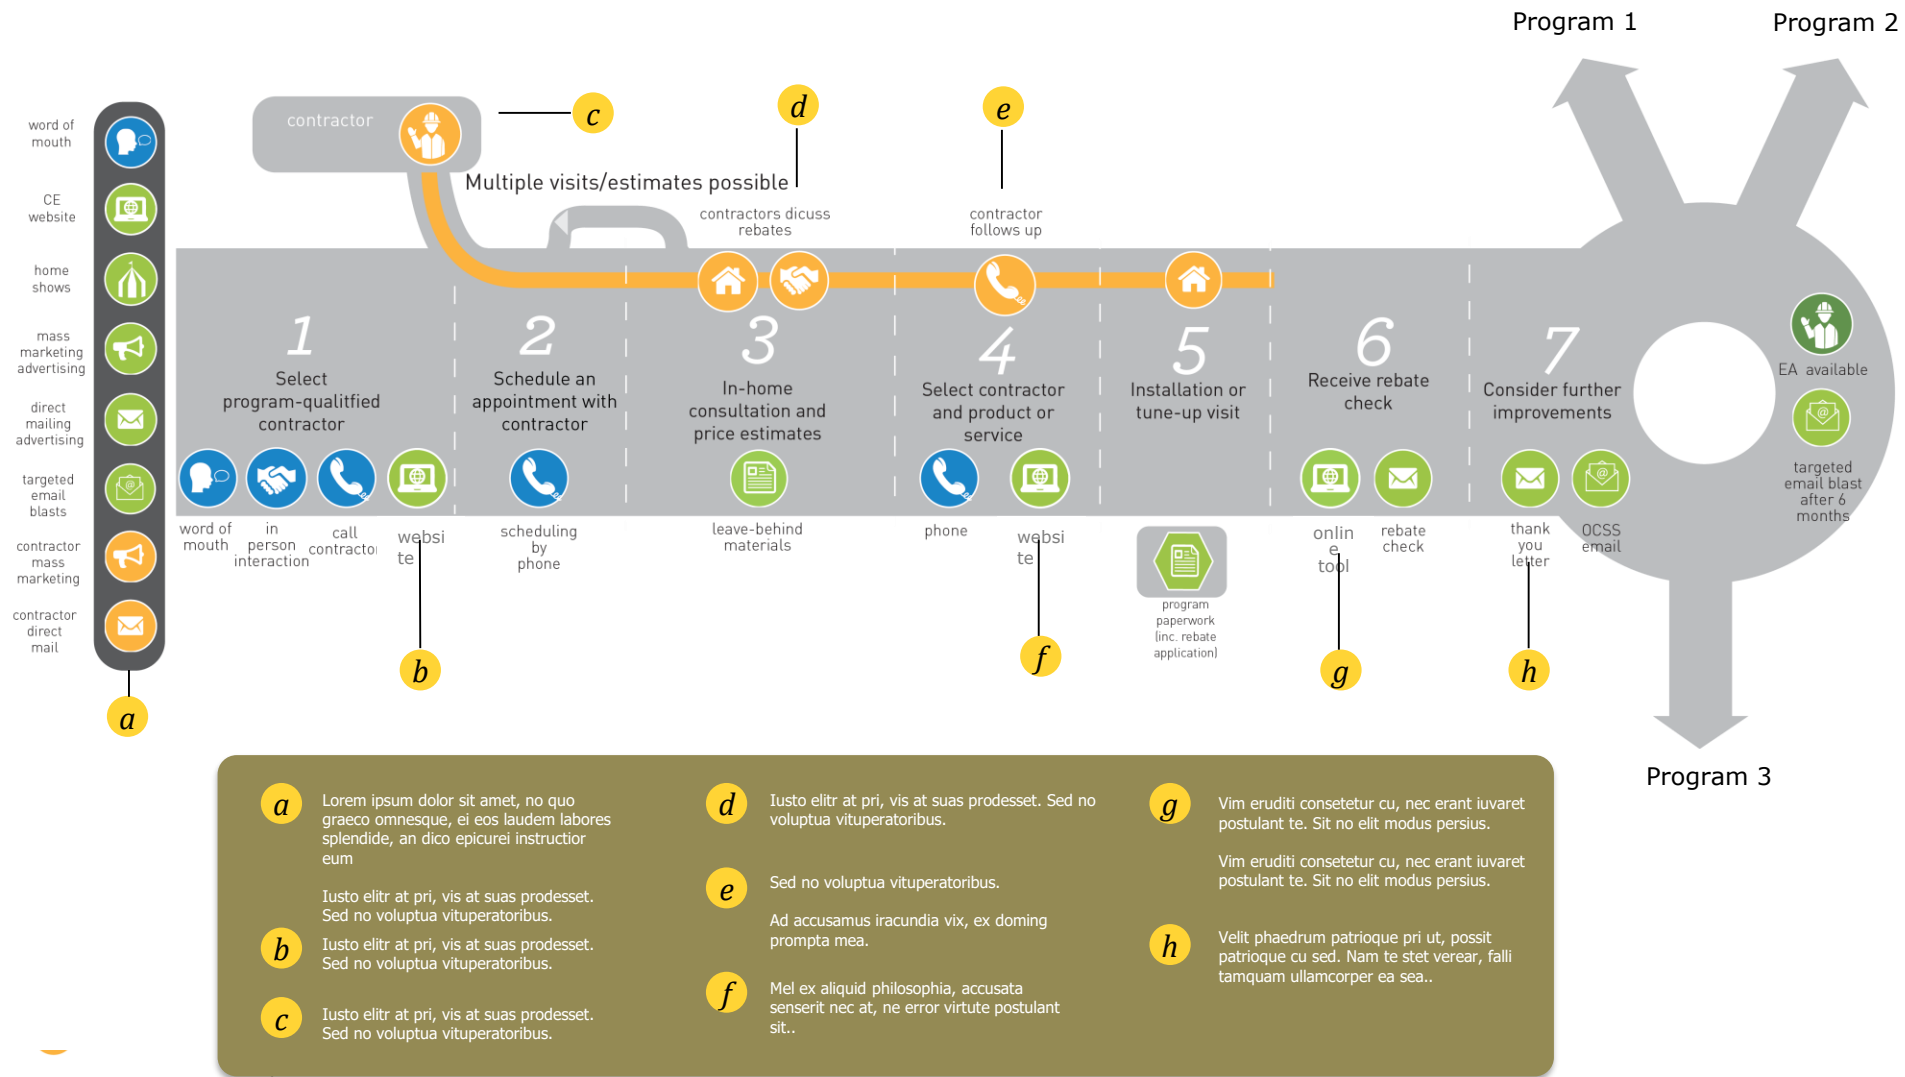 Program 1
Program 2
word of
mouth
CE
website
home
shows
mass
marketing
advertising
direct
mailing
advertising
targeted
email
blasts
contractor
mass
marketing
contractor
direct
mail
a
contractor
c
d
e
Multiple visits/estimates possible
contractors dicuss
rebates
contractor
follows up
1
Select
program-qualitfied
contractor
word of
mouth
in
person
interaction
call
contractor
websi
te
b
2
Schedule an
appointment with
contractor
scheduling
by
phone
3
In-home
consultation and
price estimates
leave-behind
materials
4
Select contractor
and product or
service
phone
websi
te
f
5
Installation or
tune-up visit
program
paperwork
(inc. rebate
application)
6
Receive rebate
check
onlin
e
tool
rebate
check
g
7
Consider further
improvements
thank
you
letter
OCSS
email
h
EA available
targeted
email blast
after 6
months
Program 3
a
Lorem ipsum dolor sit amet, no quo
graeco omnesque, ei eos laudem labores
splendide, an dico epicurei instructior
eum
Iusto elitr at pri, vis at suas prodesset.
Sed no voluptua vituperatoribus.
b
Iusto elitr at pri, vis at suas prodesset.
Sed no voluptua vituperatoribus.
c
Iusto elitr at pri, vis at suas prodesset.
Sed no voluptua vituperatoribus.
d
Iusto elitr at pri, vis at suas prodesset. Sed no
voluptua vituperatoribus.
e
Sed no voluptua vituperatoribus.
Ad accusamus iracundia vix, ex doming
prompta mea.
f
Mel ex aliquid philosophia, accusata
senserit nec at, ne error virtute postulant
sit..
g
Vim eruditi consetetur cu, nec erant iuvaret
postulant te. Sit no elit modus persius.
Vim eruditi consetetur cu, nec erant iuvaret
postulant te. Sit no elit modus persius.
h
Velit phaedrum patrioque pri ut, possit
patrioque cu sed. Nam te stet verear, falli
tamquam ullamcorper ea sea..